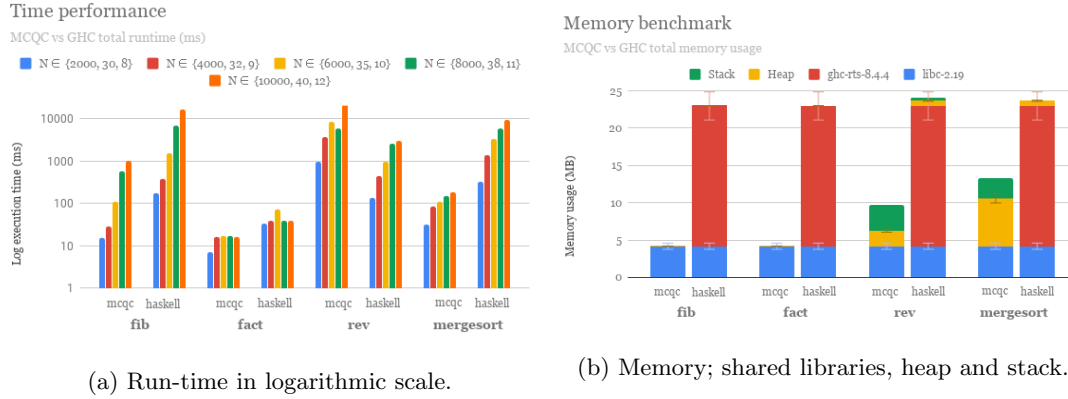 Time performance
MCQC vs GHC total runtime (ms)
N ∈ {2000, 30, 8} N ∈ {4000, 32, 9} N ∈ {6000, 35, 10} N ∈ {8000, 38, 11}
N ∈ {10000, 40, 12}
Log execution time (ms)
10000
1000
100
10
1
mcqc haskell mcqc haskell mcqc haskell mcqc haskell
fib fact rev mergesort
(a) Run-time in logarithmic scale.
Memory benchmark
MCQC vs GHC total memory usage
Stack Heap ghc-rts-8.4.4 libc-2.19
Memory usage (MB)
25
20
15
10
5
0
mcqc haskell mcqc haskell mcqc haskell mcqc haskell
fib fact rev mergesort
(b) Memory; shared libraries, heap and stack.